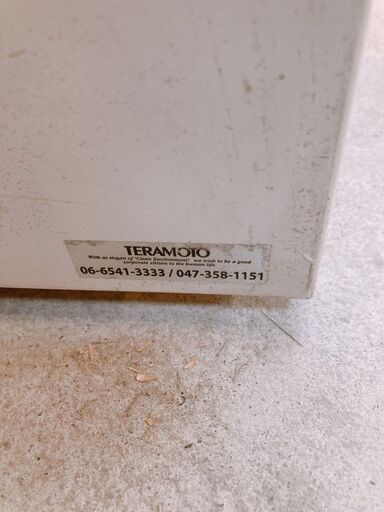 TERAMOTO
With as slogan of "Clean Environment" we wish to be a good
corporate citizen to the human life.
06-6541-3333 / 047-358-1151